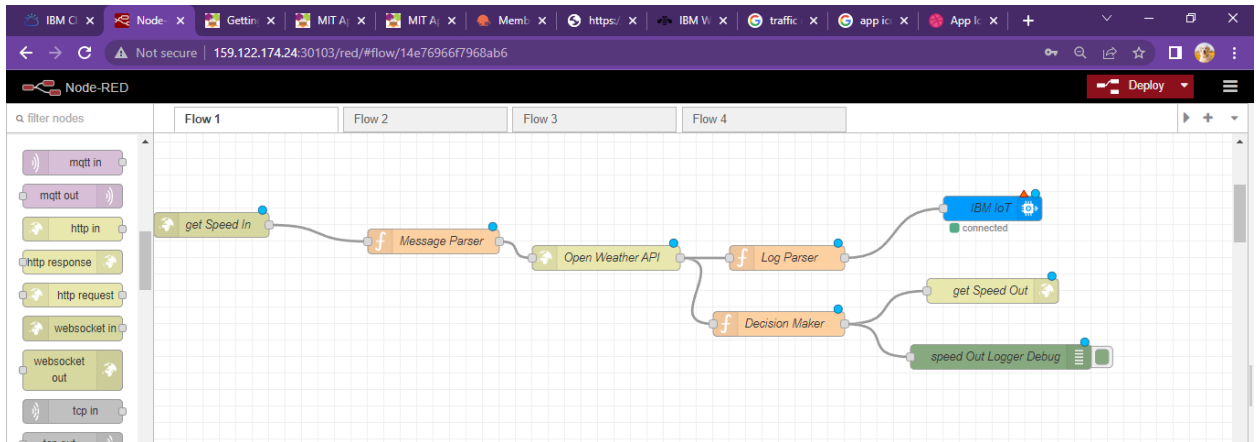 IBM Cl
Node-
Gettin
MIT A
MIT A
Memb
https:/
IBM W
traffic
app ic
App Ic
Not secure | 159.122.174.24:30103/red/#flow/14e76966f7968ab6
Node-RED
Deploy
filter nodes
Flow 1
Flow 2
Flow 3
Flow 4
mqtt in
mqtt out
http in
http response
http request
websocket in
websocket
out
tcp in
get Speed In
Message Parser
Open Weather API
Log Parser
IBM IoT
connected
get Speed Out
Decision Maker
speed Out Logger Debug